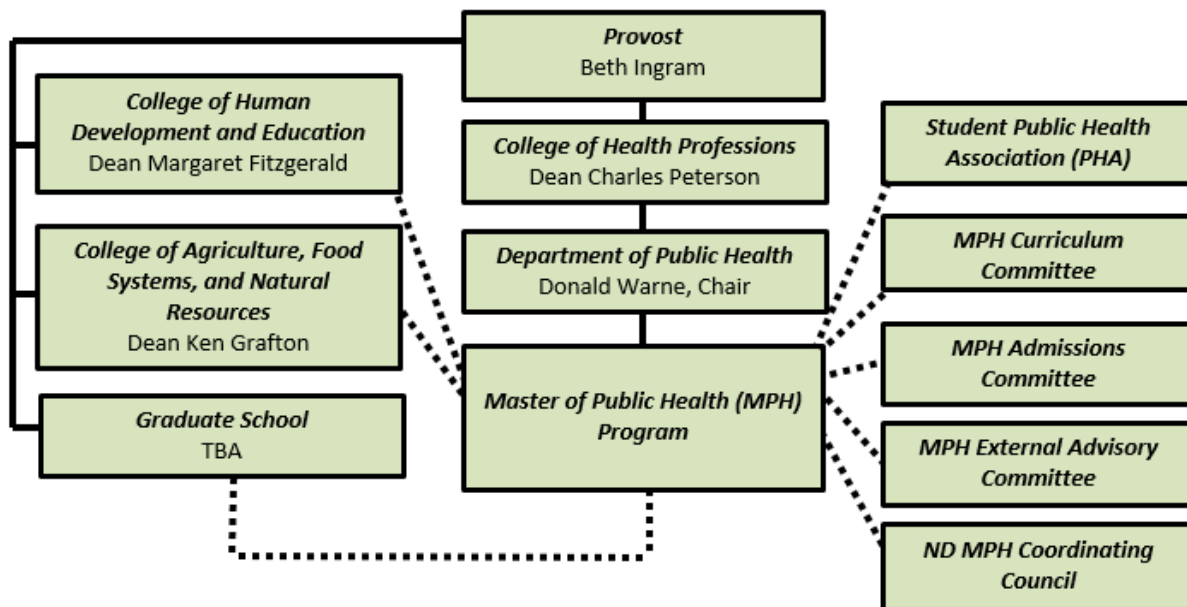 Provost
Beth Ingram
College of Human
Development and Education
Dean Margaret Fitzgerald
College of Health Professions
Dean Charles Peterson
Student Public Health
Association (PHA)
College of Agriculture, Food
Systems, and Natural
Resources
Dean Ken Grafton
Department of Public Health
Donald Warne, Chair
MPH Curriculum
Committee
Graduate School
TBA
Master of Public Health (MPH)
Program
MPH Admissions
Committee
MPH External Advisory
Committee
ND MPH Coordinating
Council